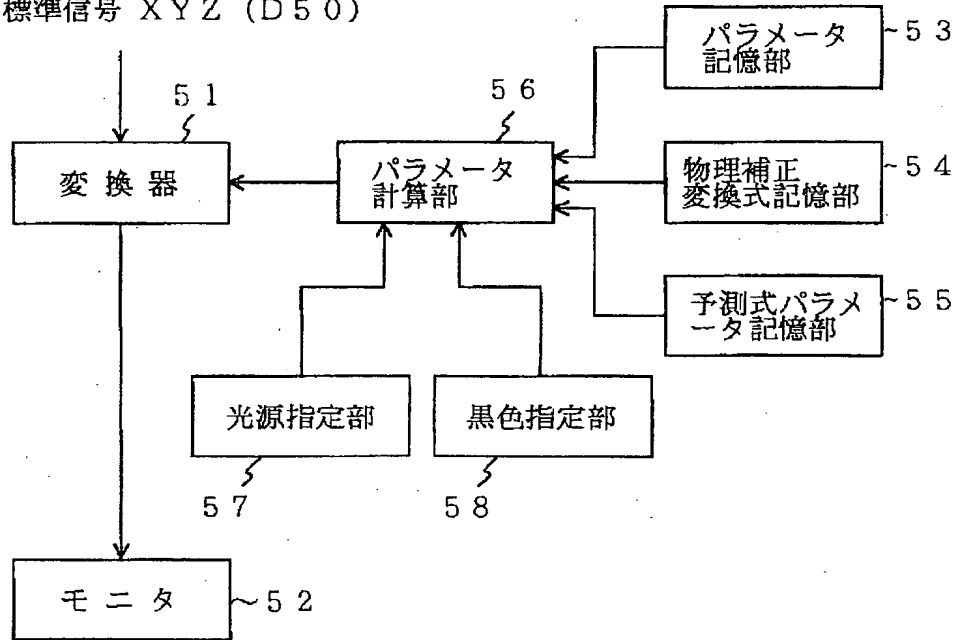 標準信号 ＸＹＺ（Ｄ５０）
パラメータ
記憶部
５３
５１
５６
変 換 器
パラメータ
計算部
物理補正
変換式記憶部
５４
予測式パラメ
ータ記憶部
５５
光源指定部
黒色指定部
５７
５８
モ ニ タ
５２